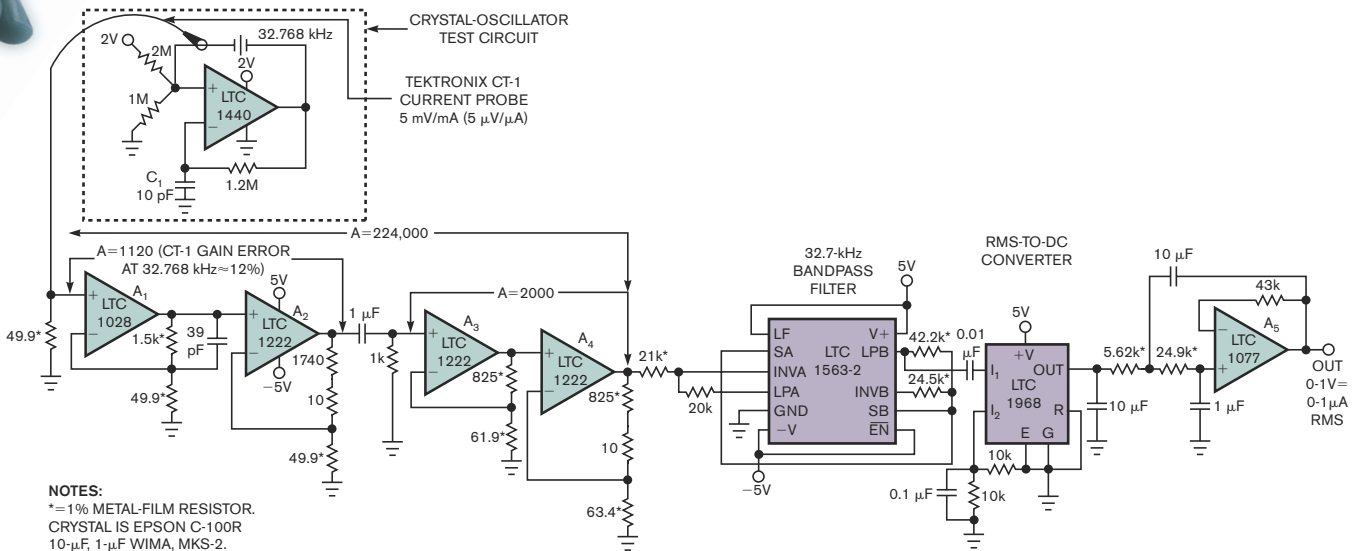 CRYSTAL-OSCILLATOR
TEST CIRCUIT
TEKTRONIX CT-1
CURRENT PROBE
5 mV/mA (5 μV/μA)
32.768 kHz
2V
2M
2V
1M
+
LTC
1440
−
C1
10 pF
1.2M
A=224,000
A=1120 (CT-1 GAIN ERROR
AT 32.768 kHz≈12%)
A=2000
49.9*
+
A1
LTC
1028
−
1.5k*
39
pF
49.9*
5V
+
A2
LTC
1222
−
−5V
1740
10
49.9*
1 μF
1k
+
A3
LTC
1222
−
825*
61.9*
+
A4
LTC
1222
−
825*
10
63.4*
21k*
20k
32.7-kHz
BANDPASS
FILTER
5V
LF
SA
INVA
LPA
GND
−V
LTC
1563-2
V+
LPB
INVB
SB
EN
−5V
42.2k*
24.5k*
0.01
μF
RMS-TO-DC
CONVERTER
5V
+V
I1
OUT
LTC
1968
I2
R
E G
10k
0.1 μF
10k
5.62k*
24.9k*
10 μF
1 μF
10 μF
43k
−
A5
LTC
1077
+
OUT
0-1V=
0-1μA
RMS
NOTES:
*=1% METAL-FILM RESISTOR.
CRYSTAL IS EPSON C-100R
10-μF, 1-μF WIMA, MKS-2.